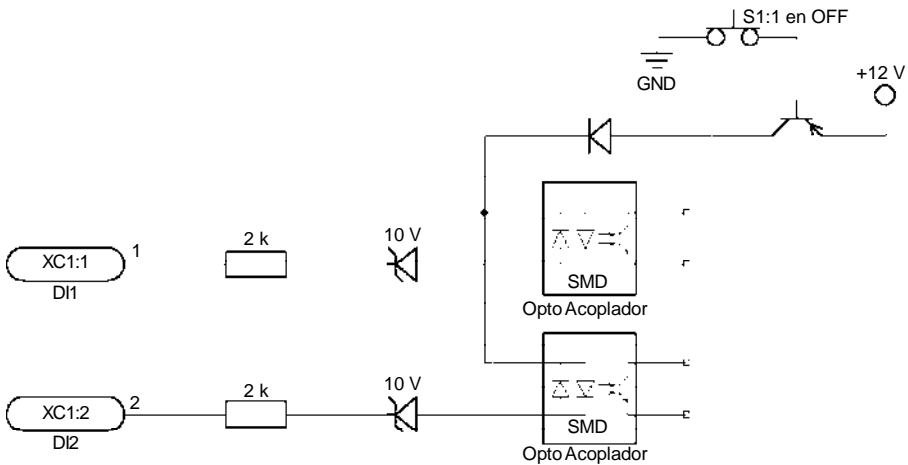 S1:1 en OFF
GND
+12 V
XC1:1
1
DI1
2 k
10 V
SMD
Opto Acoplador
XC1:2
2
DI2
2 k
10 V
SMD
Opto Acoplador